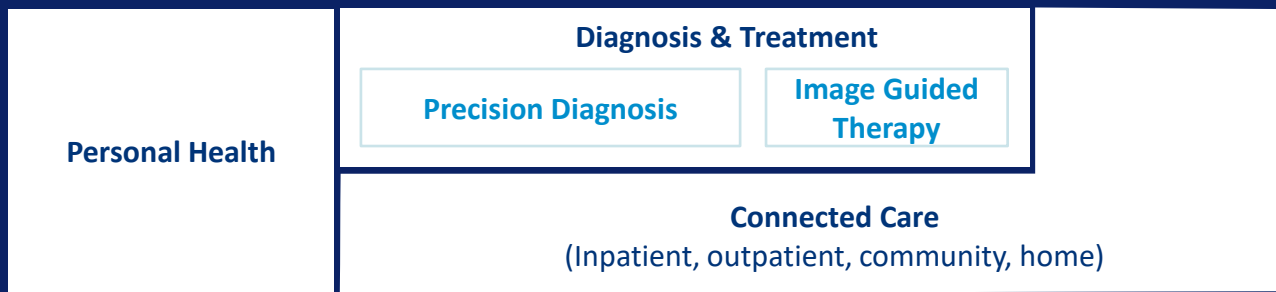 Personal Health
Diagnosis & Treatment
Precision Diagnosis
Image Guided
Therapy
Connected Care
(Inpatient, outpatient, community, home)